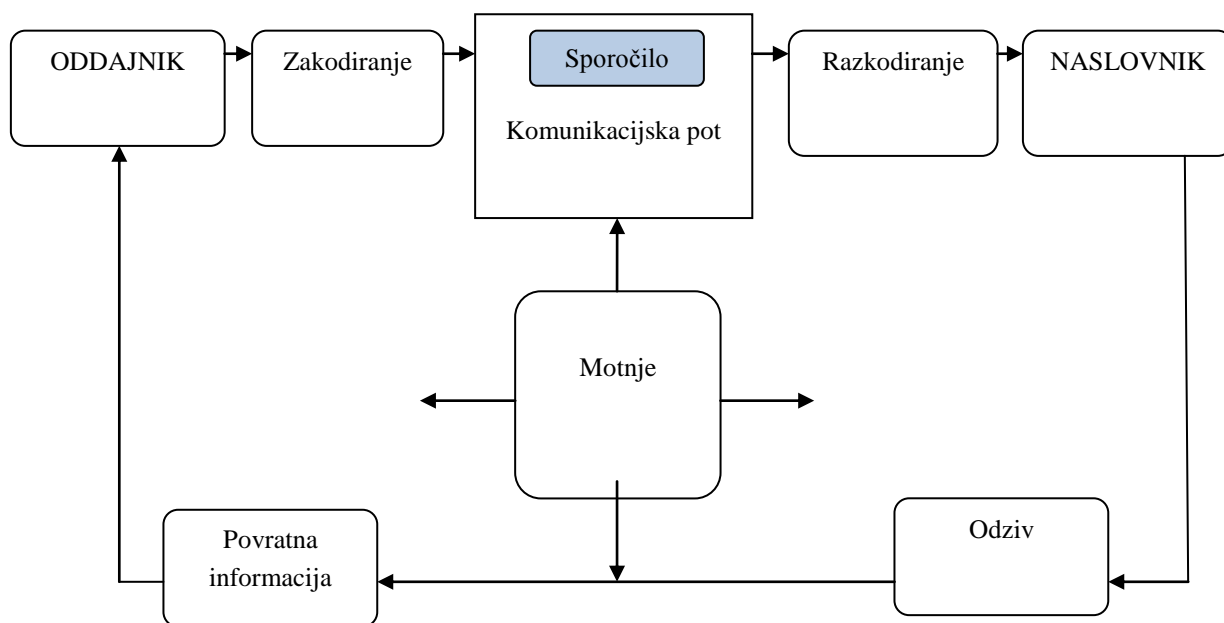 ODDAJNIK
Zakodiranje
Sporočilo
Komunikacijska pot
Razkodiranje
NASLOVNIK
Motnje
Povratna
informacija
Odziv